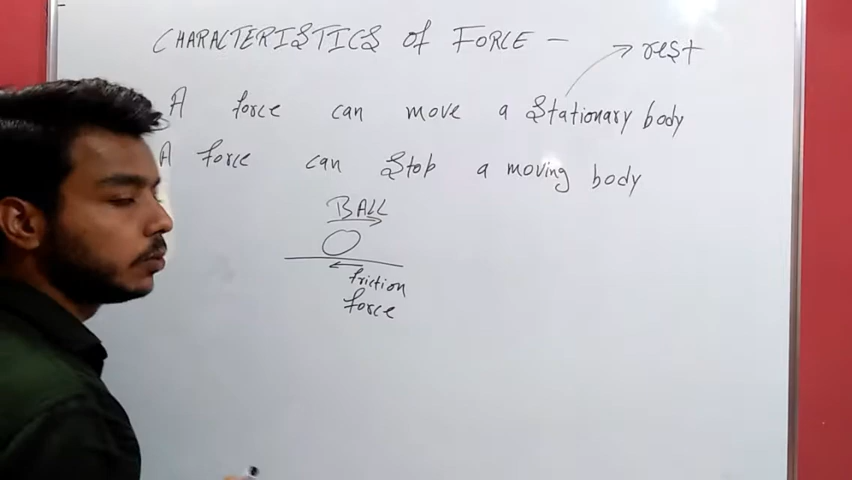 CHARACTERISTICS of FORCE -
rest
A force can move a Stationary body
A force can Stop a moving body
BALL
friction
force